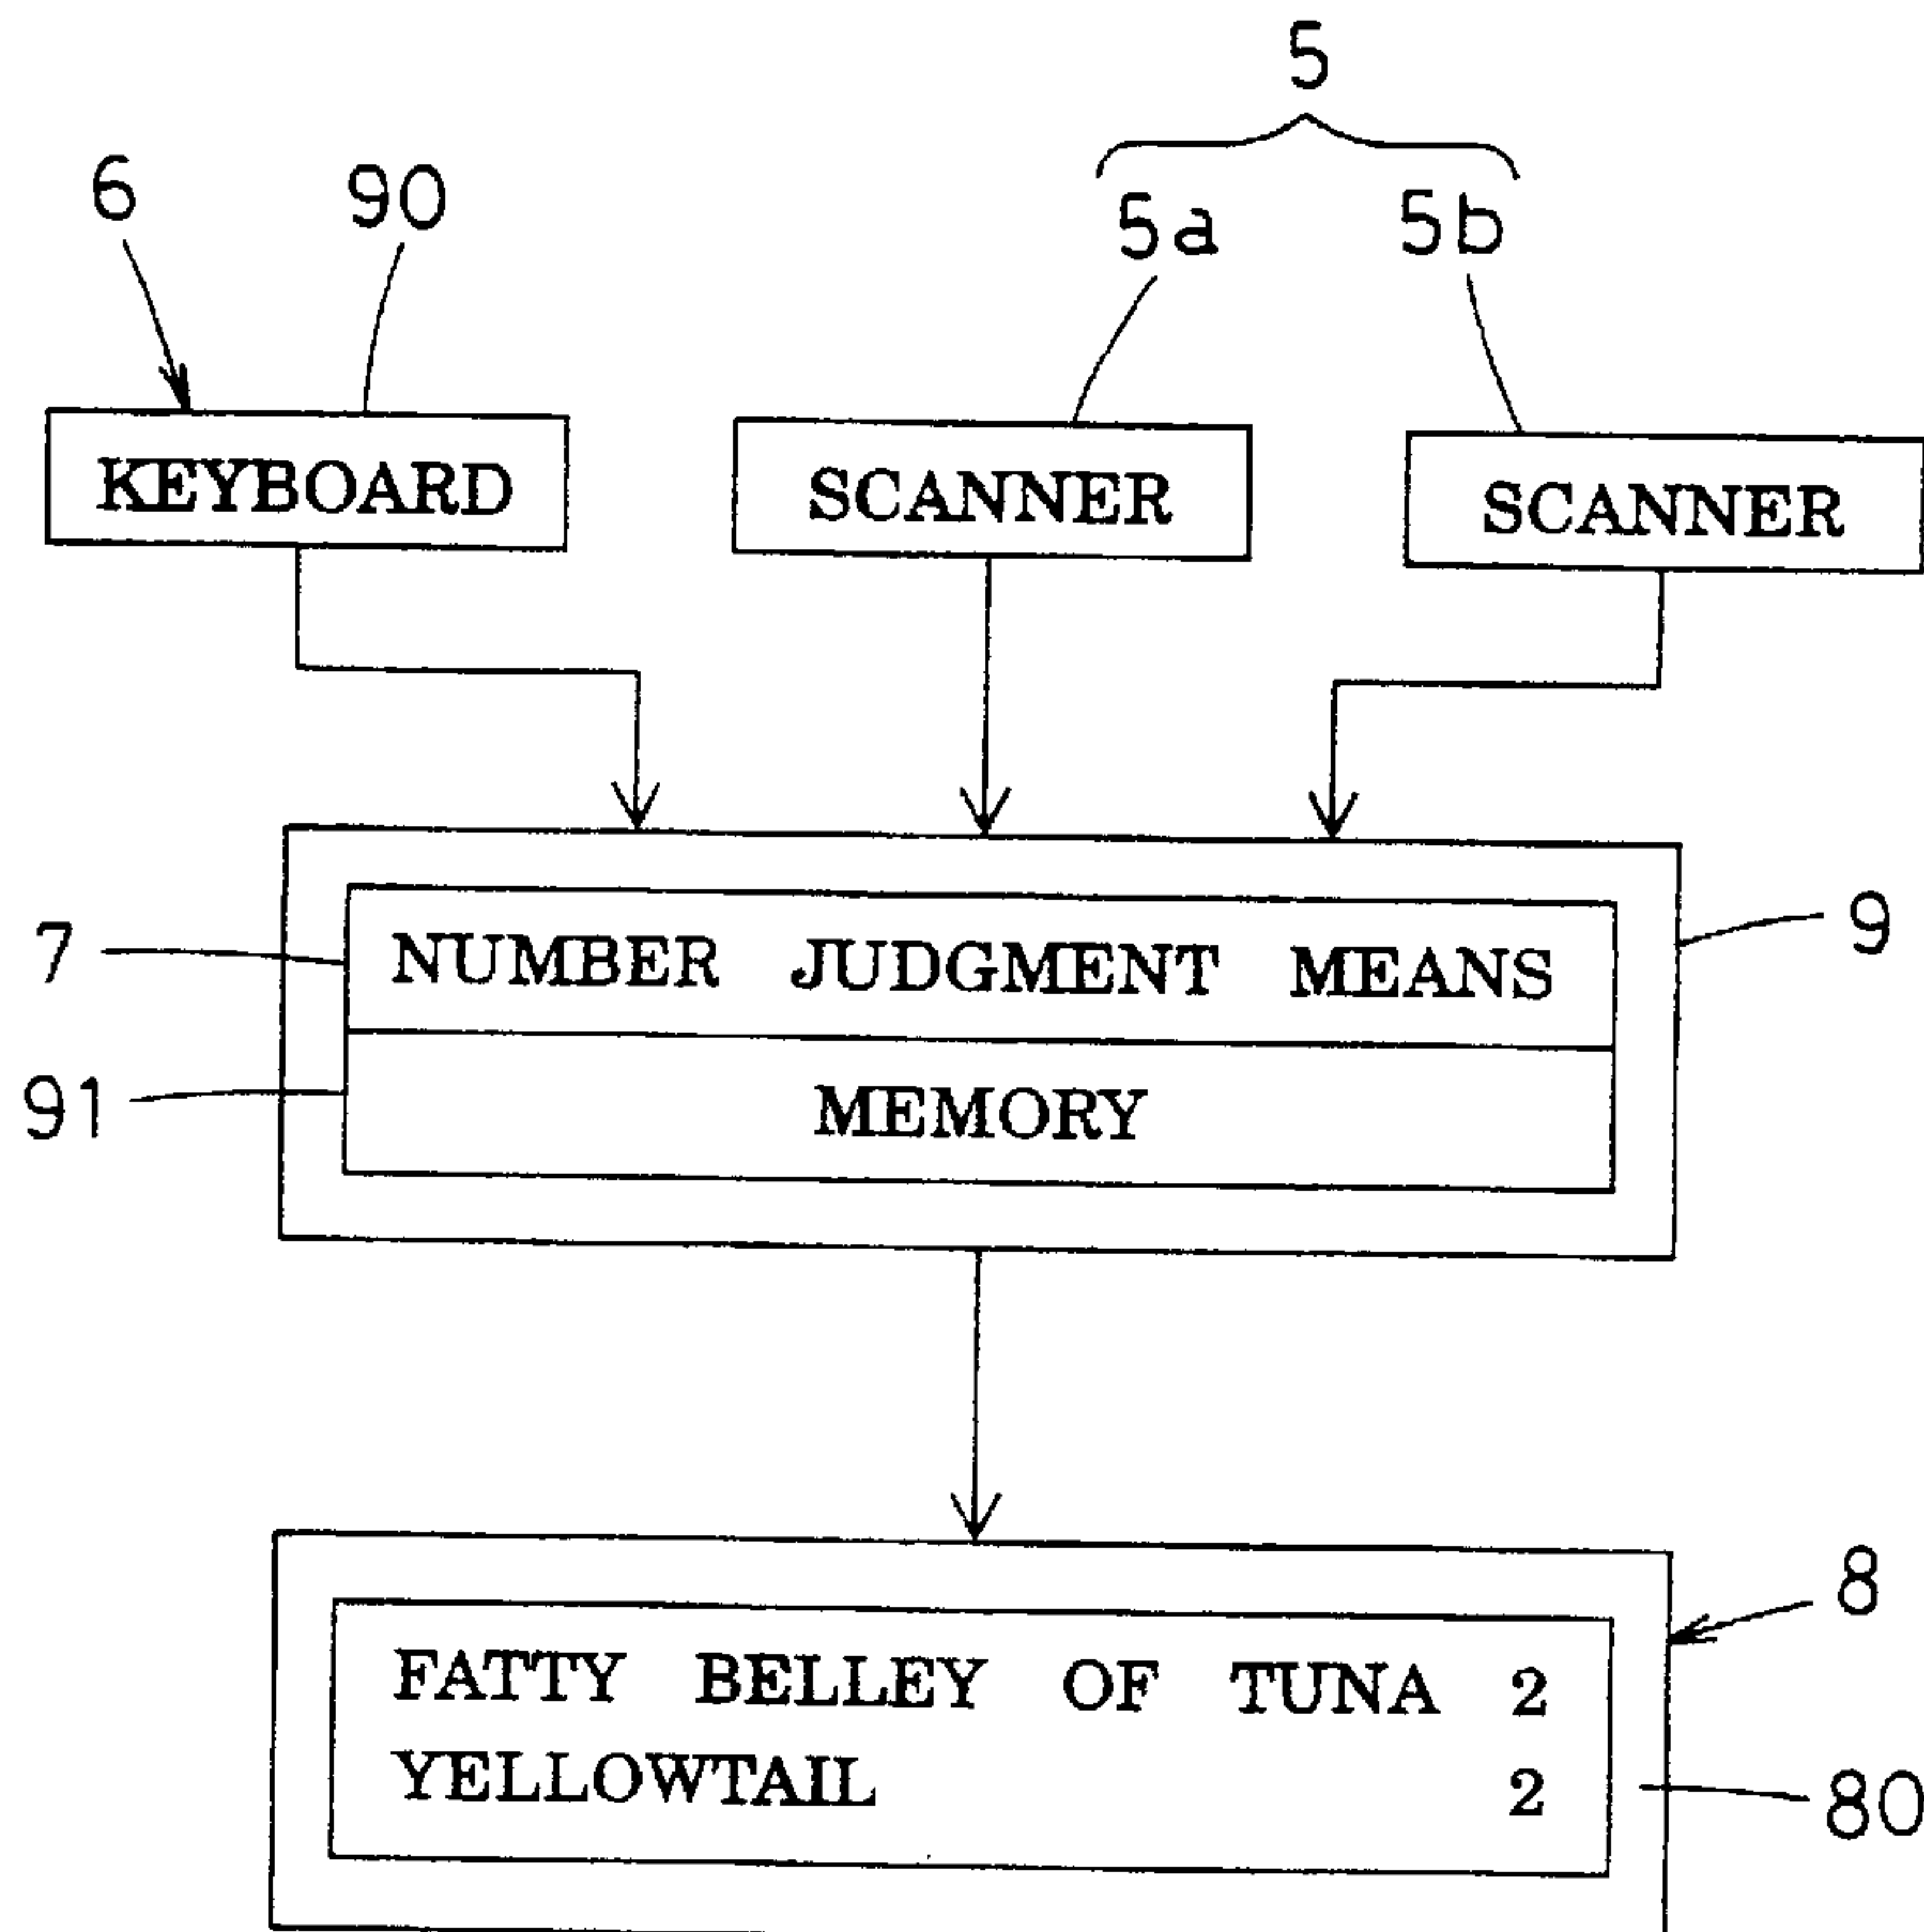 5
6 90 5a 5b
KEYBOARD SCANNER SCANNER
7 NUMBER JUDGMENT MEANS 9
91 MEMORY
8
FATTY BELLEY OF TUNA 2
YELLOWTAIL 2 80